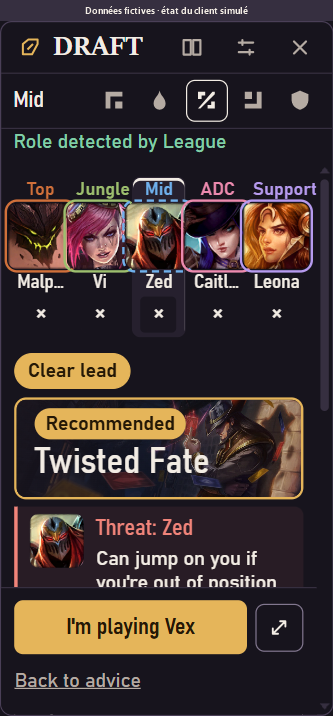 Données fictives · état du client simulé
DRAFT
Mid
Role detected by League
Top Jungle Mid ADC Support
Malp... Vi Zed Caitl... Leona
× × × × ×
Clear lead
Recommended
Twisted Fate
Threat: Zed
Can jump on you if
you're out of position
I'm playing Vex
Back to advice